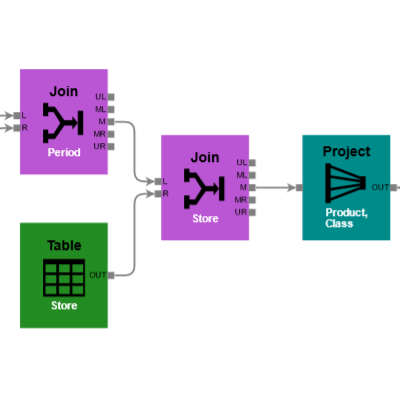 Join
UL
ML
L
M
R
MR
UR
Period
Join
UL
ML
L
M
R
MR
UR
Store
Project
OUT
Product,
Class
Table
OUT
Store